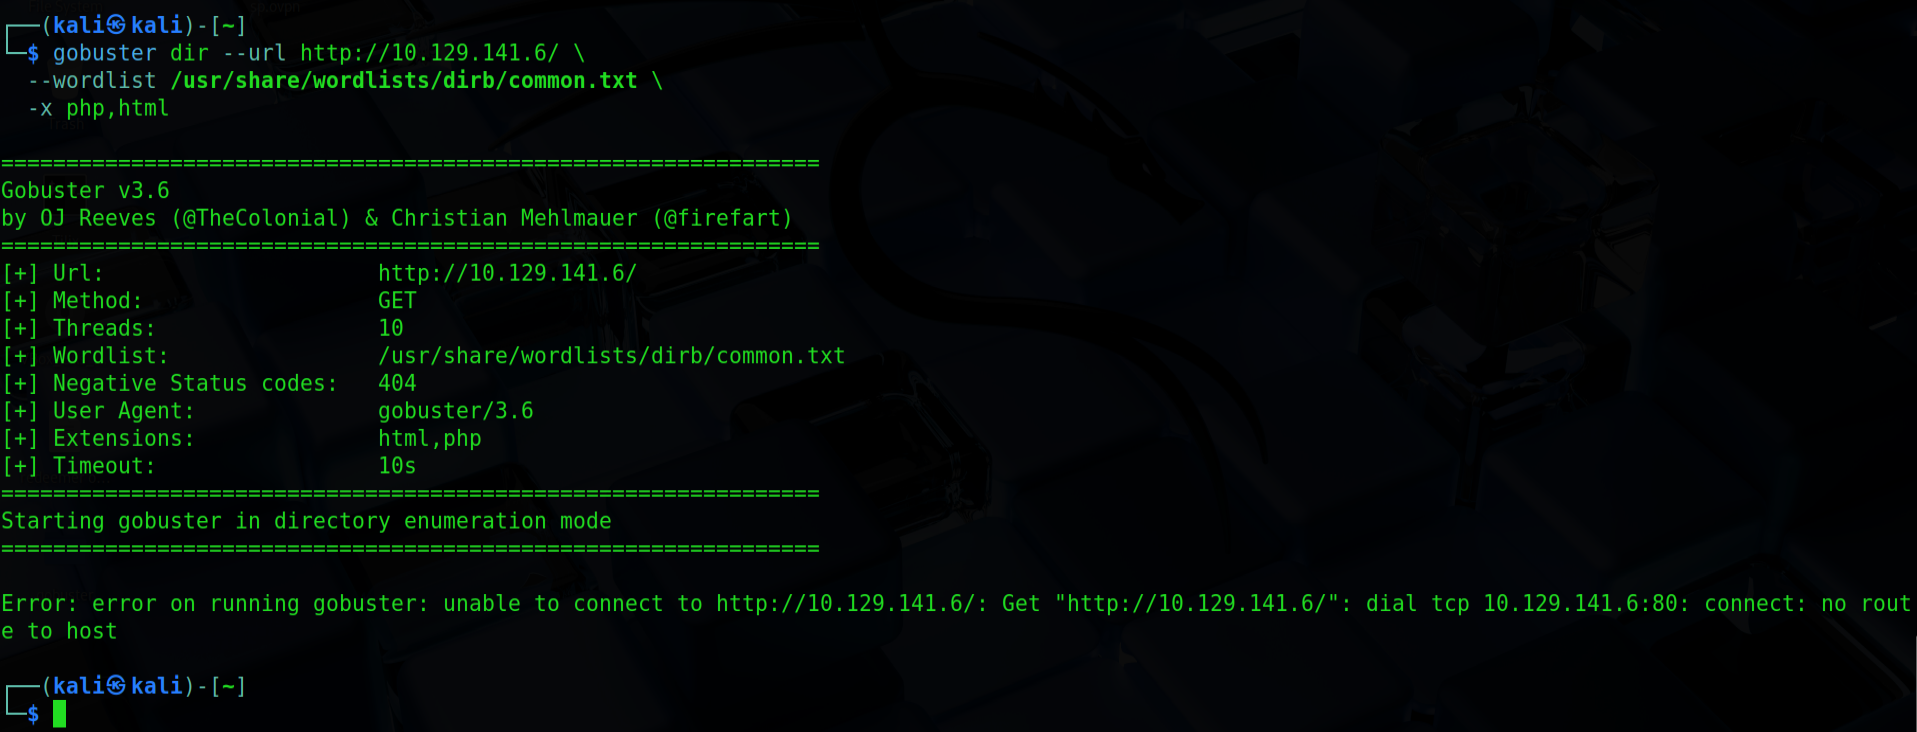 ┌──(kali㉿kali)-[~]
└─$ gobuster dir --url http://10.129.141.6/ \
  --wordlist /usr/share/wordlists/dirb/common.txt \
  -x php,html
===============================================================
Gobuster v3.6
by OJ Reeves (@TheColonial) & Christian Mehlmauer (@firefart)
===============================================================
[+] Url:                     http://10.129.141.6/
[+] Method:                  GET
[+] Threads:                 10
[+] Wordlist:                /usr/share/wordlists/dirb/common.txt
[+] Negative Status codes:   404
[+] User Agent:              gobuster/3.6
[+] Extensions:              html,php
[+] Timeout:                 10s
===============================================================
Starting gobuster in directory enumeration mode
===============================================================
Error: error on running gobuster: unable to connect to http://10.129.141.6/: Get "http://10.129.141.6/": dial tcp 10.129.141.6:80: connect: no rout
e to host
┌──(kali㉿kali)-[~]
└─$